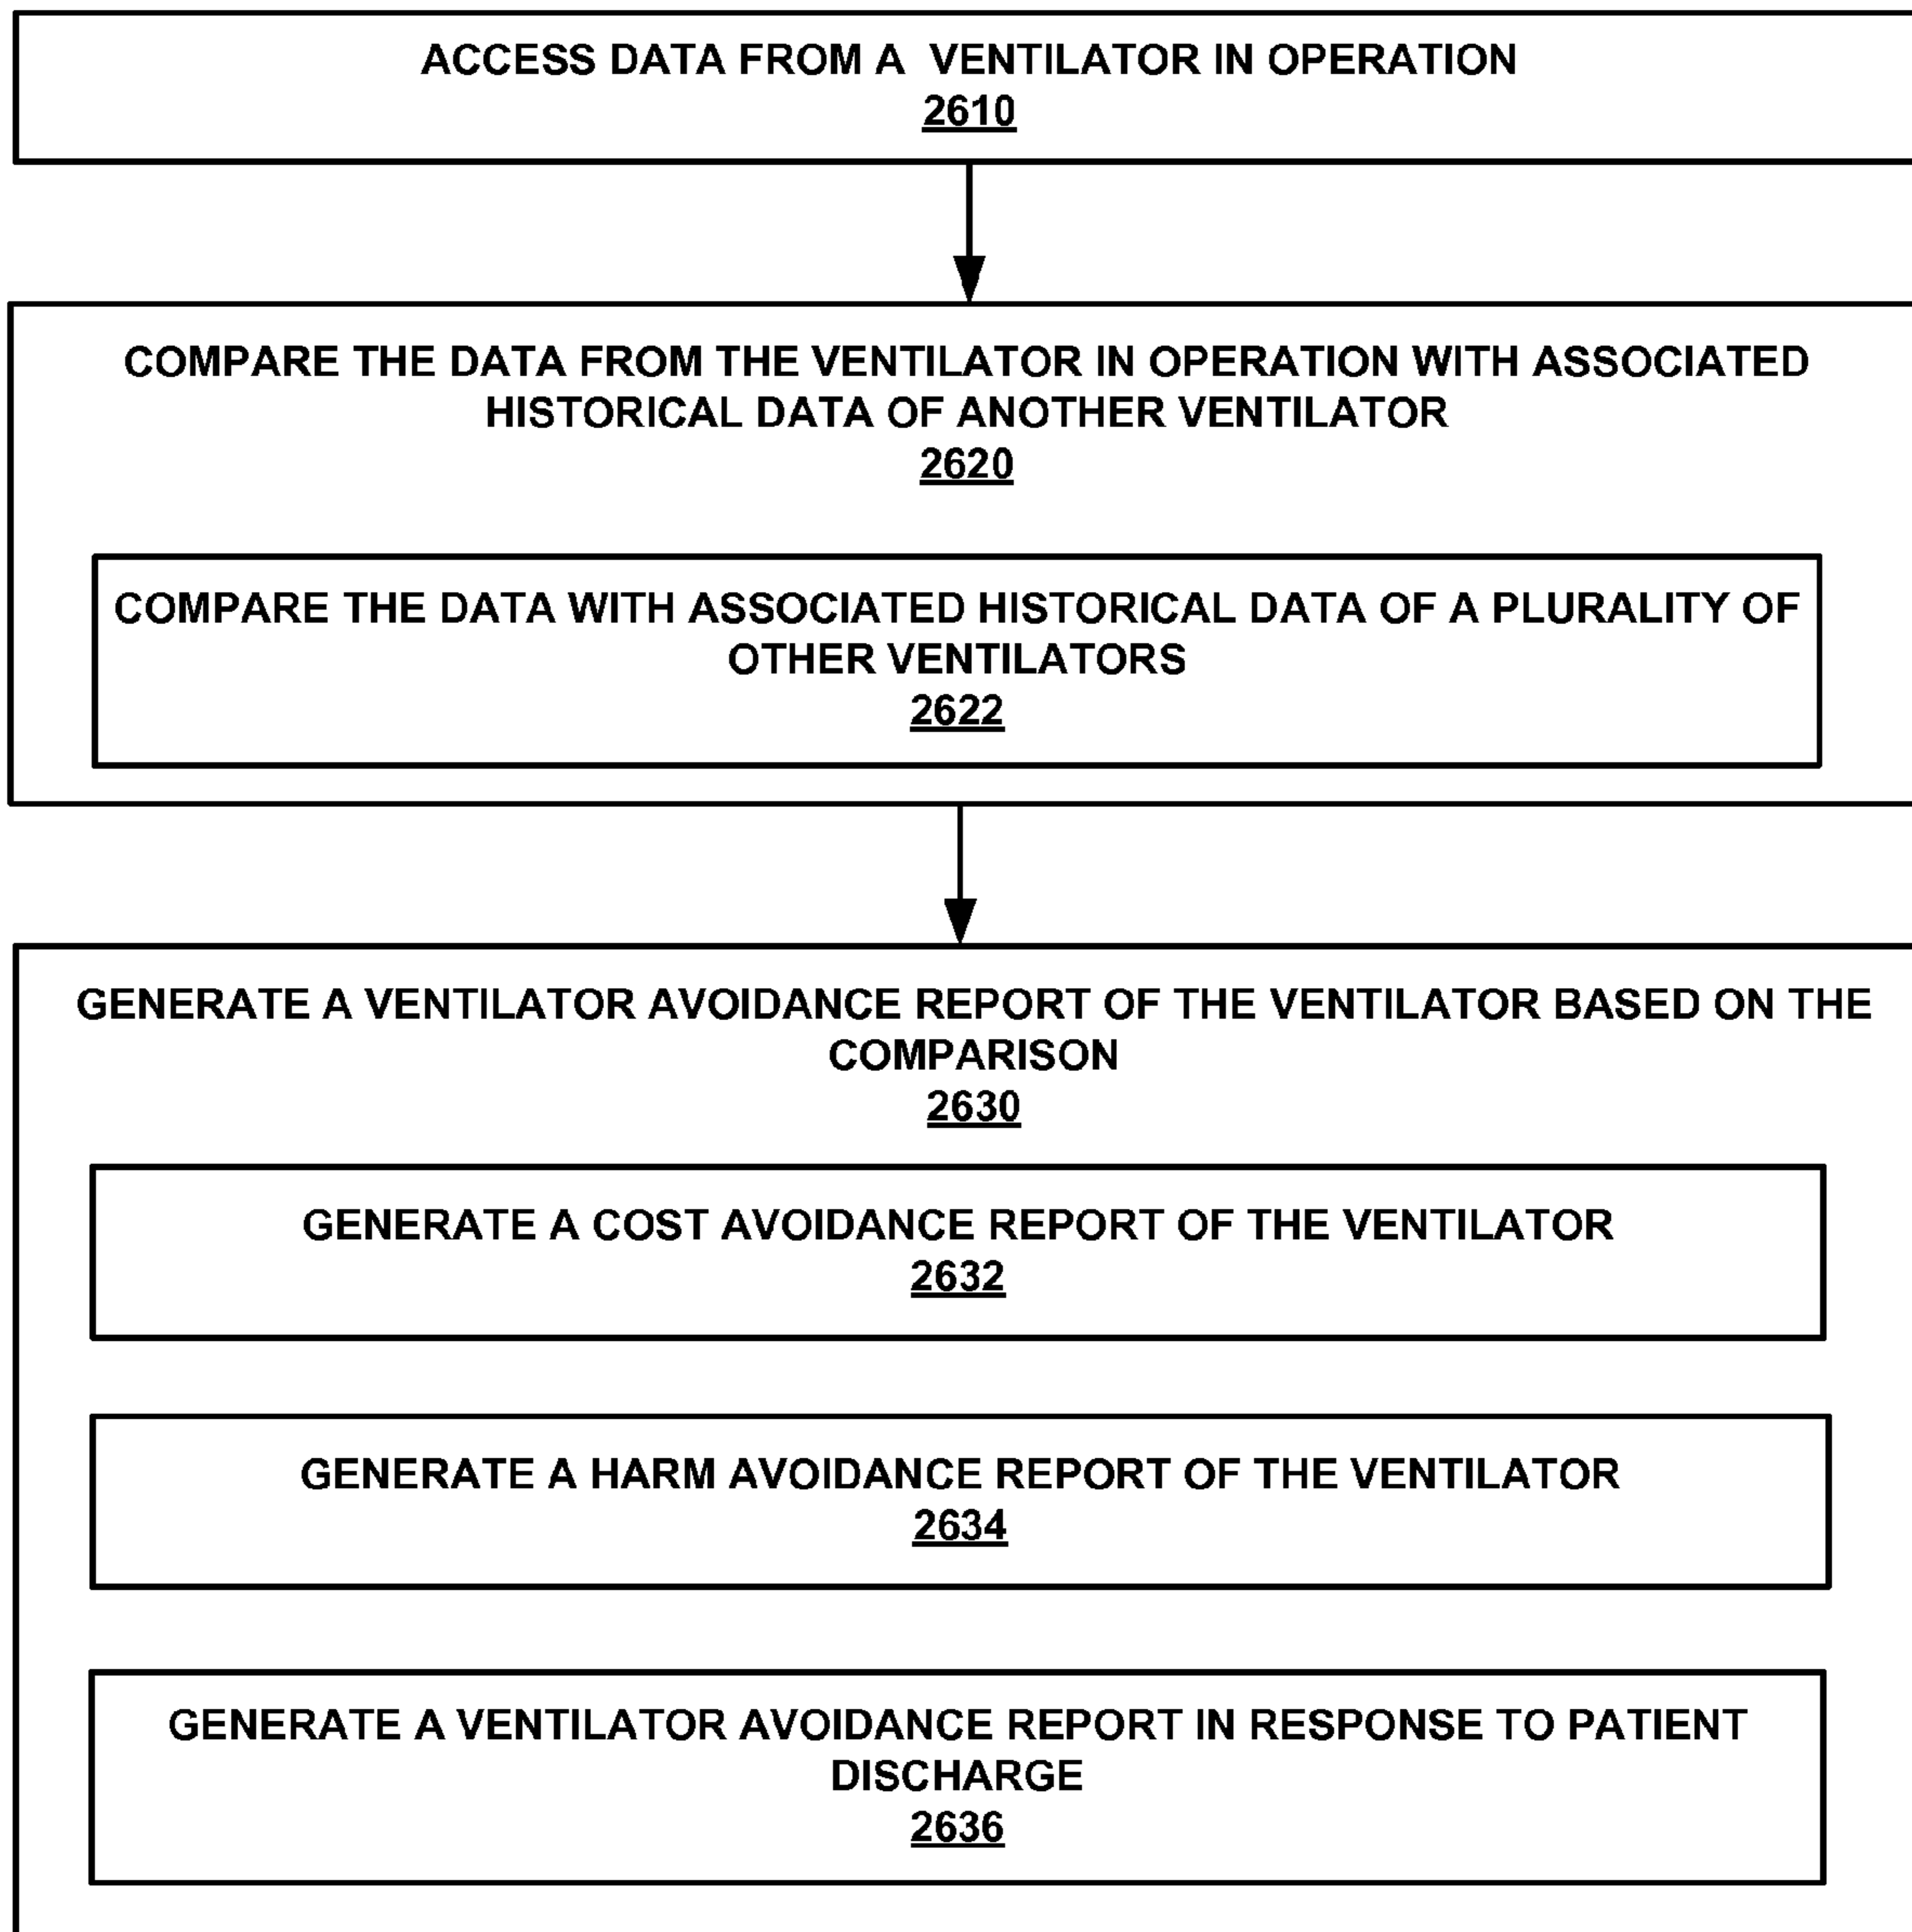 ACCESS DATA FROM A VENTILATOR IN OPERATION
2610
COMPARE THE DATA FROM THE VENTILATOR IN OPERATION WITH ASSOCIATED
HISTORICAL DATA OF ANOTHER VENTILATOR
2620
COMPARE THE DATA WITH ASSOCIATED HISTORICAL DATA OF A PLURALITY OF
OTHER VENTILATORS
2622
GENERATE A VENTILATOR AVOIDANCE REPORT OF THE VENTILATOR BASED ON THE
COMPARISON
2630
GENERATE A COST AVOIDANCE REPORT OF THE VENTILATOR
2632
GENERATE A HARM AVOIDANCE REPORT OF THE VENTILATOR
2634
GENERATE A VENTILATOR AVOIDANCE REPORT IN RESPONSE TO PATIENT
DISCHARGE
2636